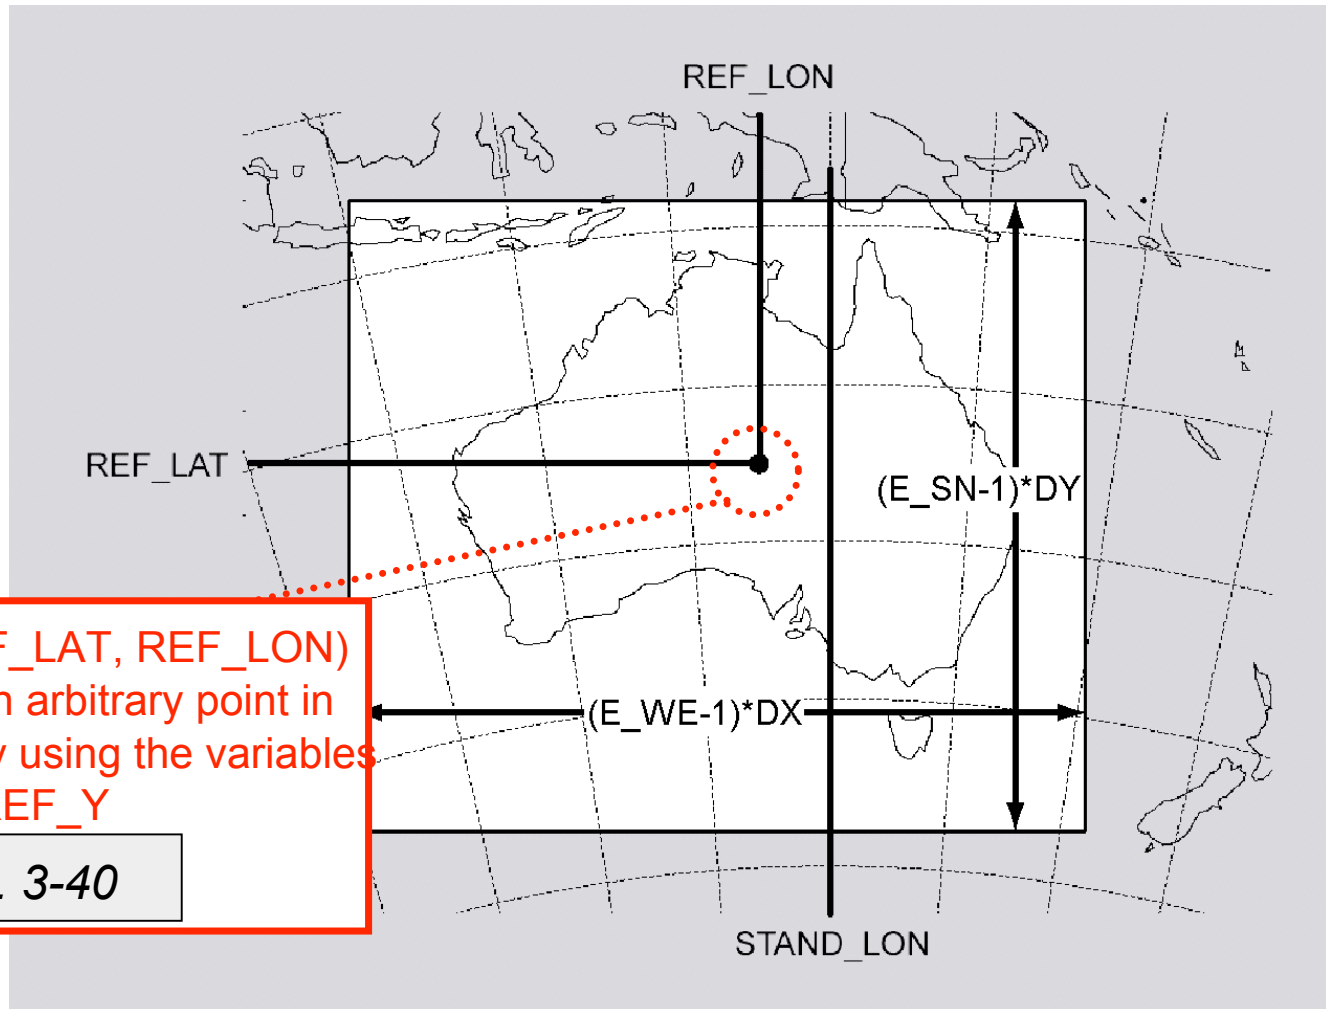 REF_LON
REF_LAT
(E_SN-1)*DY
F_LAT, REF_LON)
n arbitrary point in
y using the variables
(E_WE-1)*DX
EF_Y
. 3-40
STAND_LON